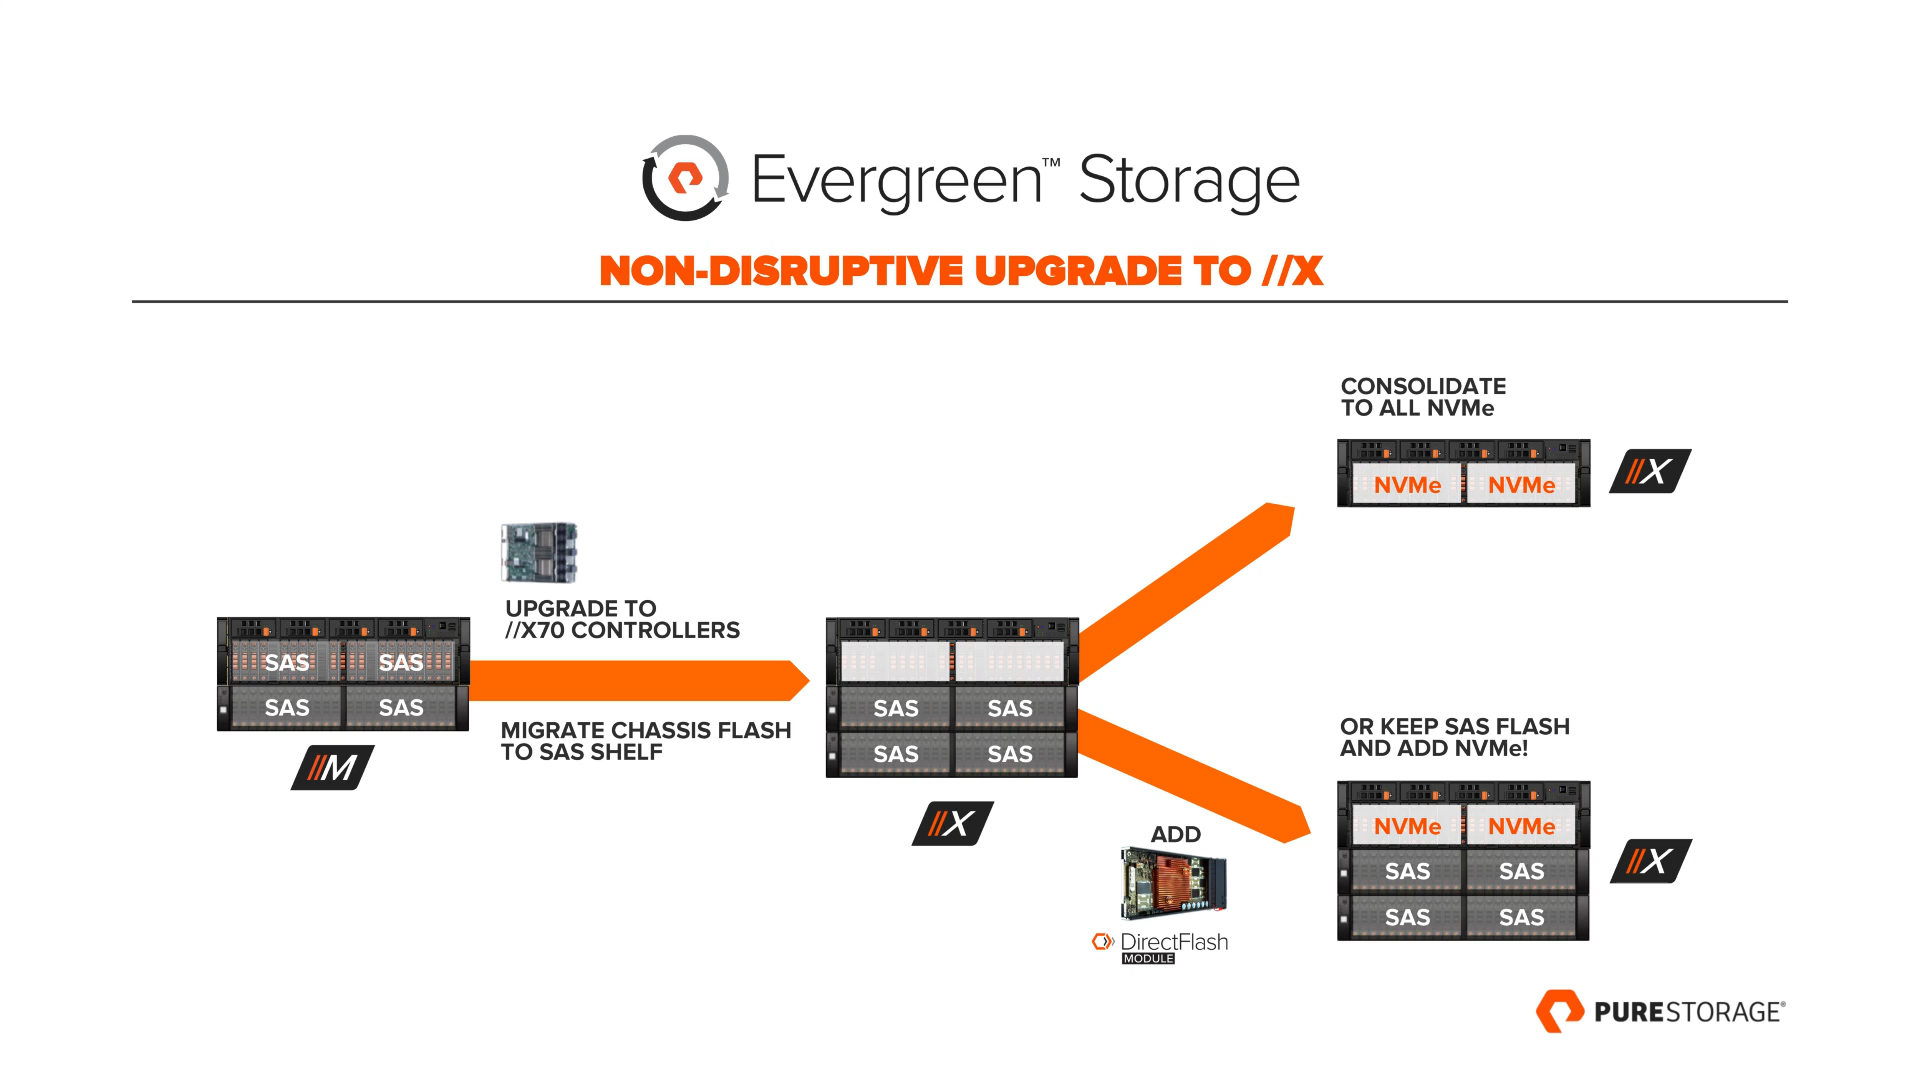 Evergreen™ Storage
NON-DISRUPTIVE UPGRADE TO //X
CONSOLIDATE
TO ALL NVMe
NVMe NVMe
//X
UPGRADE TO
//X70 CONTROLLERS
SAS SAS
SAS SAS
//M
MIGRATE CHASSIS FLASH
TO SAS SHELF
SAS SAS
SAS SAS
//X
ADD
DirectFlash
MODULE
OR KEEP SAS FLASH
AND ADD NVMe!
NVMe NVMe
SAS SAS
SAS SAS
//X
PURESTORAGE®